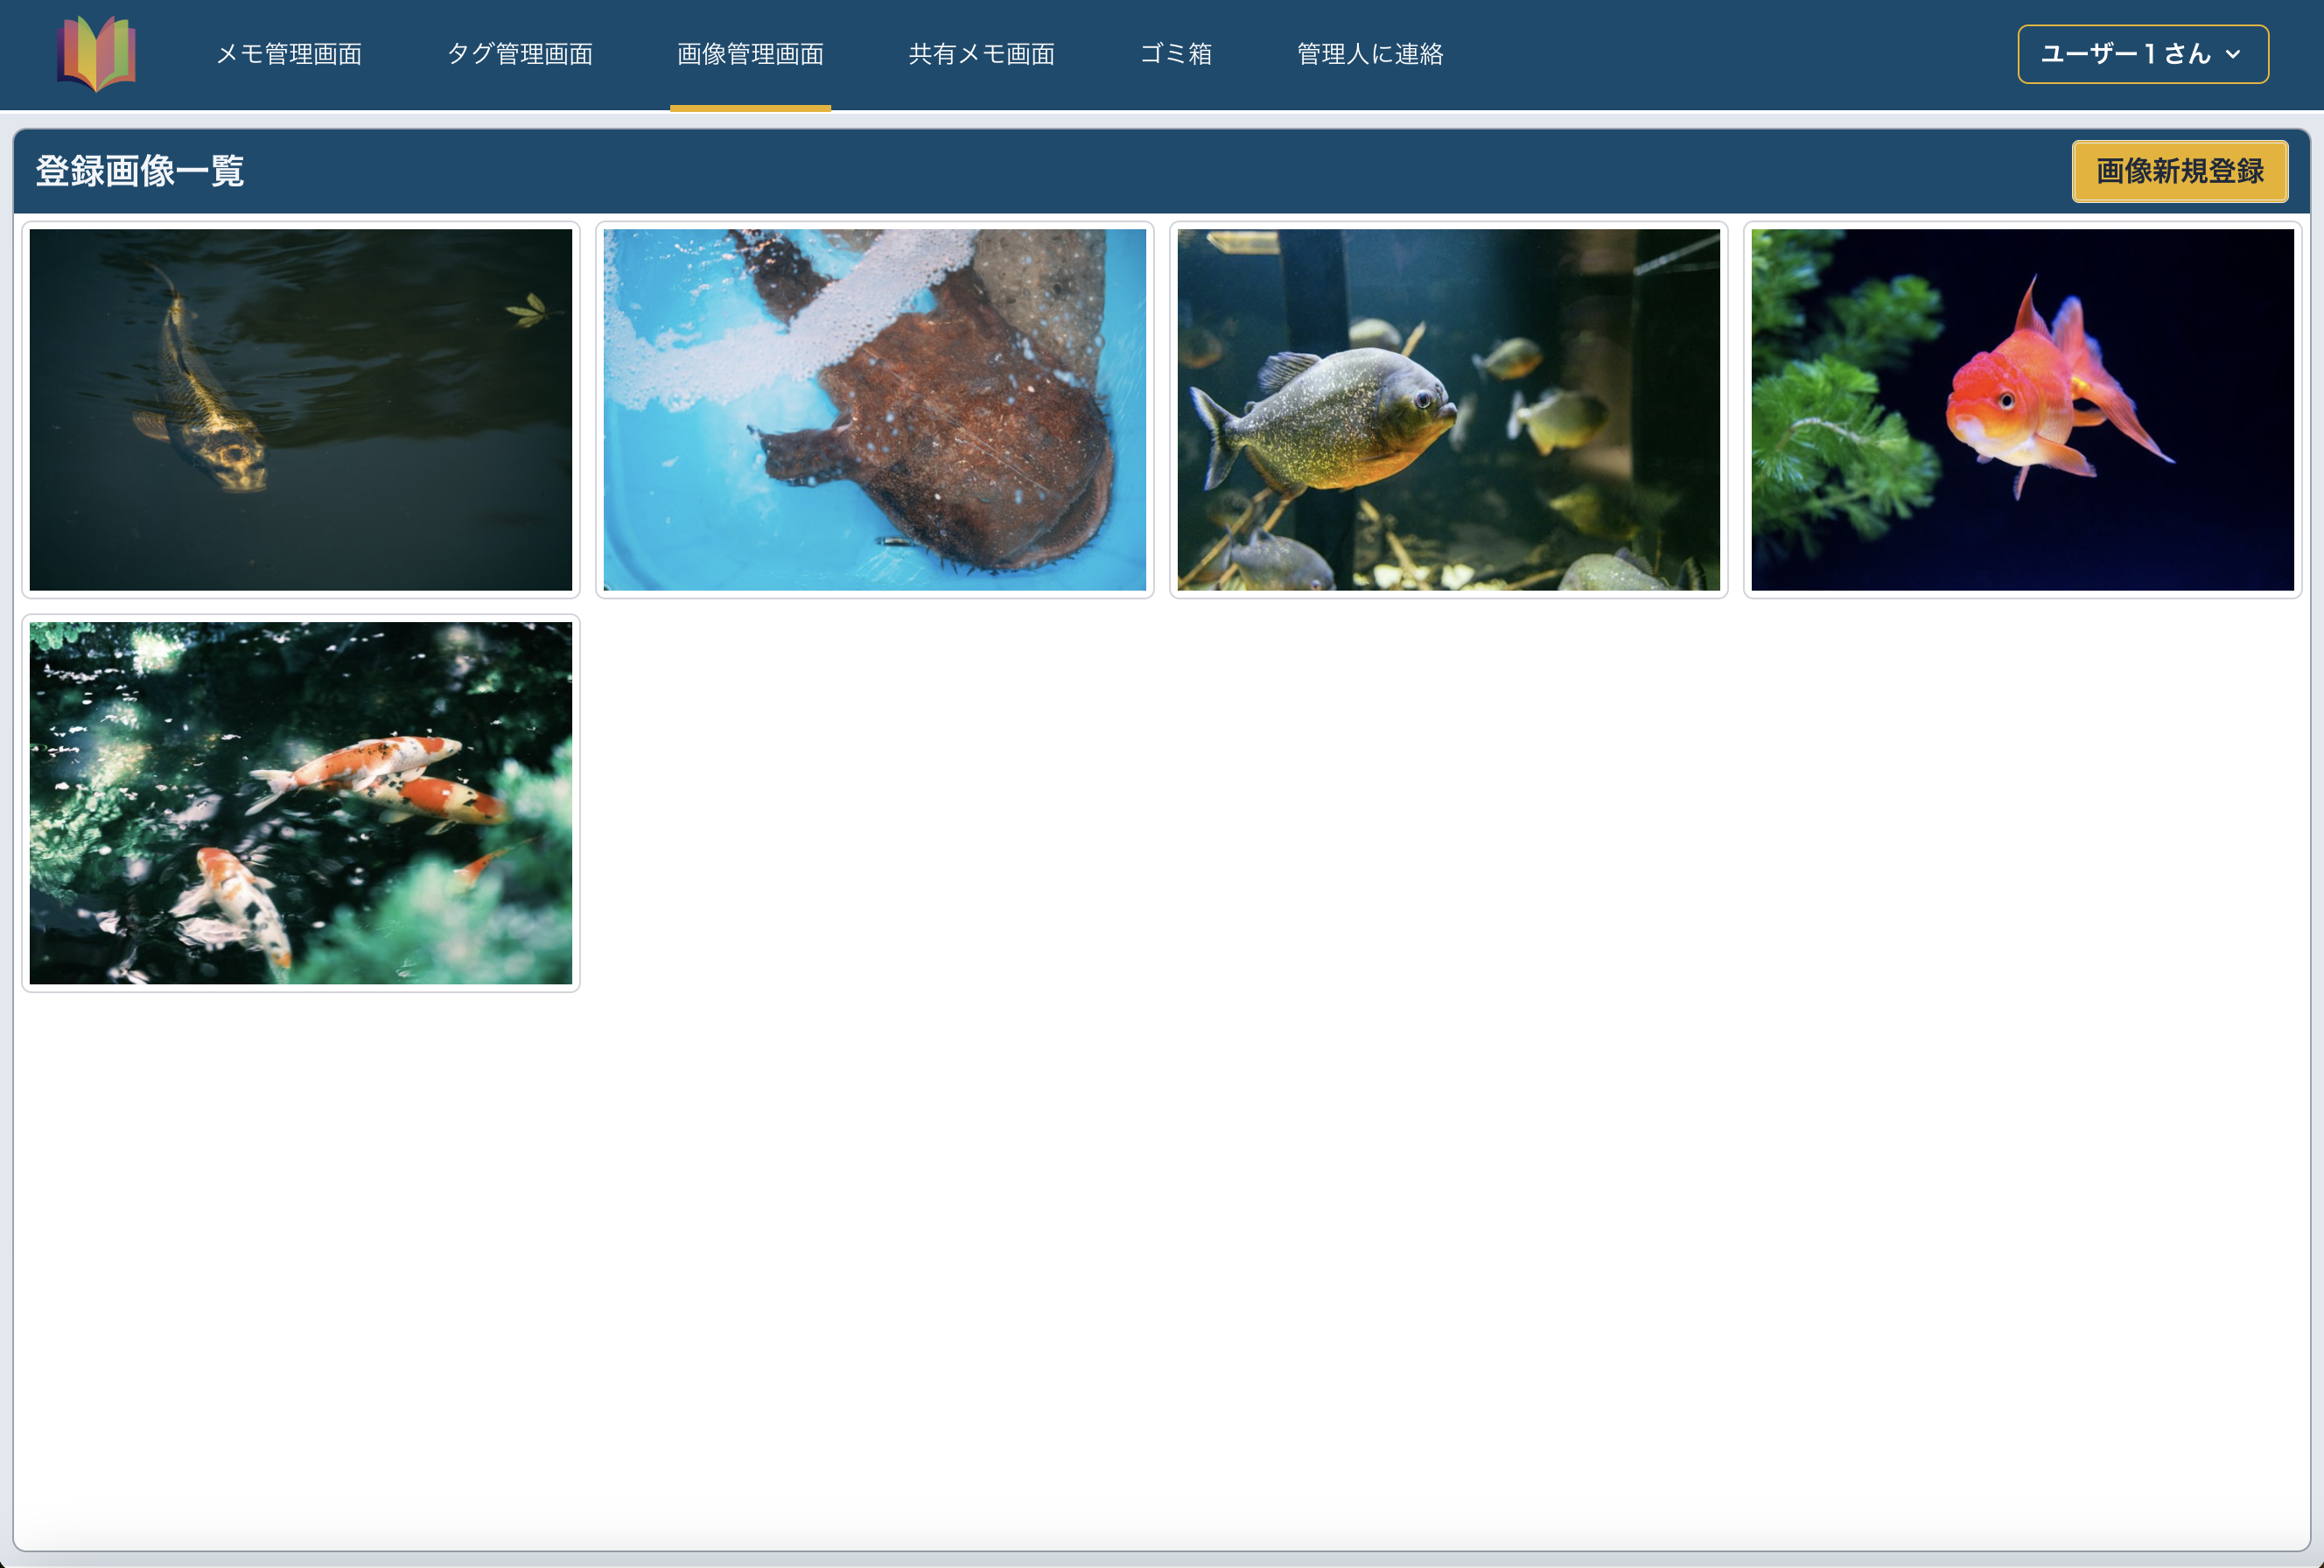 メモ管理画面
タグ管理画面
画像管理画面
共有メモ画面
ゴミ箱
管理人に連絡
ユーザー１さん
登録画像一覧
画像新規登録